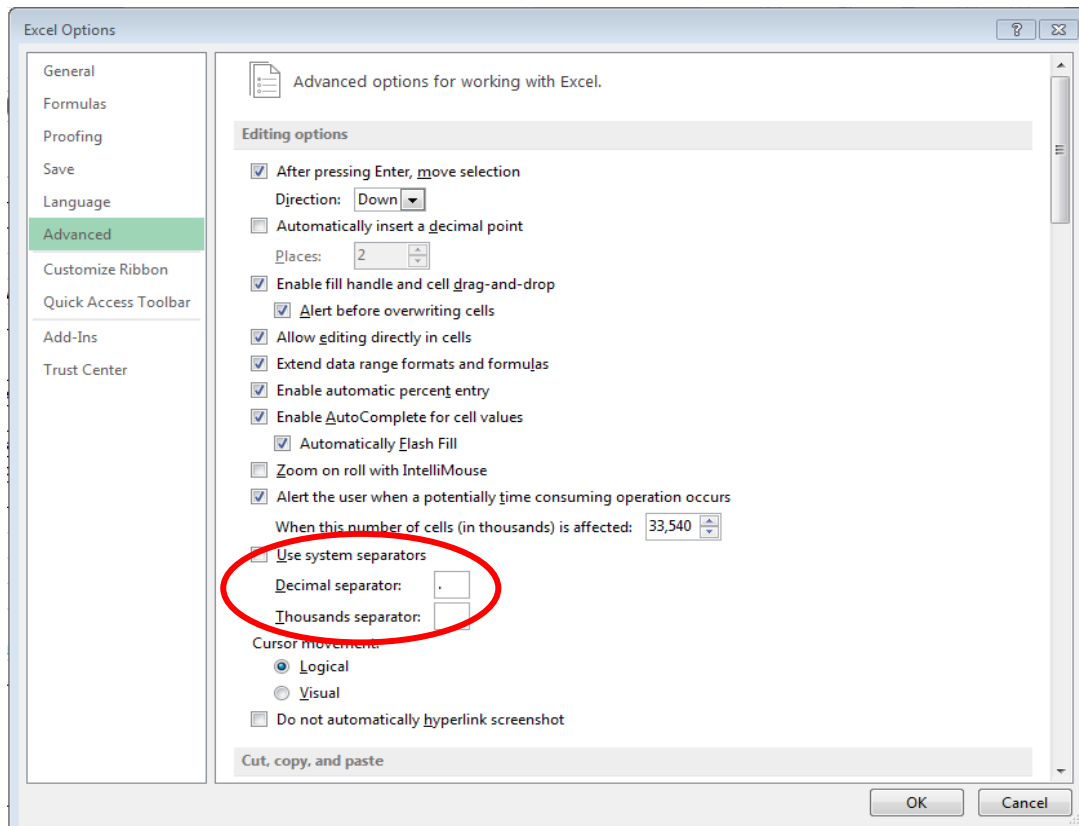 Excel Options
General
Formulas
Proofing
Save
Language
Advanced
Customize Ribbon
Quick Access Toolbar
Add-Ins
Trust Center
Advanced options for working with Excel.
Editing options
After pressing Enter, move selection
Direction: Down
Automatically insert a decimal point
Places: 2
Enable fill handle and cell drag-and-drop
Alert before overwriting cells
Allow editing directly in cells
Extend data range formats and formulas
Enable automatic percent entry
Enable AutoComplete for cell values
Automatically Flash Fill
Zoom on roll with IntelliMouse
Alert the user when a potentially time consuming operation occurs
When this number of cells (in thousands) is affected: 33,540
Use system separators
Decimal separator: .
Thousands separator:
Cursor movement:
Logical
Visual
Do not automatically hyperlink screenshot
Cut, copy, and paste
OK Cancel